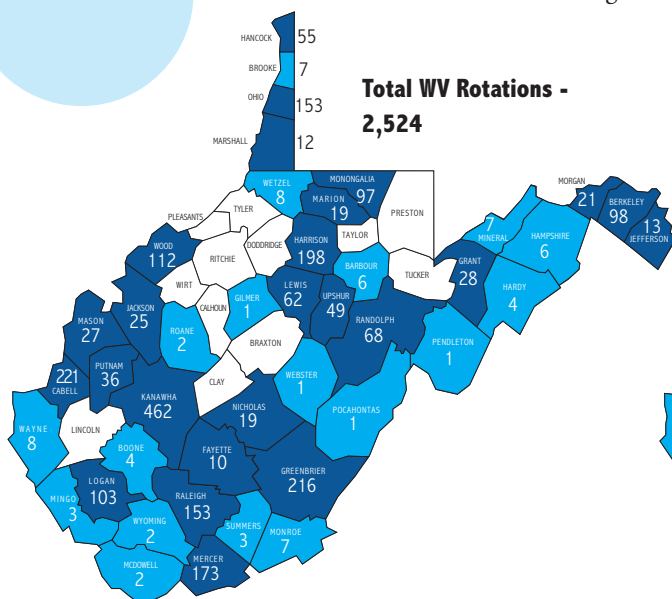 HANCOCK 55
BROOKE 7
OHIO 153
MARSHALL 12
Total WV Rotations -
2,524
WETZEL
8
MONONGALIA
97
MARION
19
PRESTON
MORGAN
21
BERKELEY
98
13
JEFFERSON
7
MINERAL
HAMPSHIRE
6
TYLER
PLEASANTS
DODDRIDGE
HARRISON
198
TAYLOR
WOOD
112
RITCHIE
BARBOUR
6
TUCKER
GRANT
28
HARDY
4
WIRT
LEWIS
62
UPSHUR
49
JACKSON
25
CALHOUN
GILMER
1
RANDOLPH
68
MASON
27
ROANE
2
BRAXTON
PENDLETON
1
PUTNAM
36
221
CABELL
KANAWHA
462
CLAY
WEBSTER
1
NICHOLAS
19
POCAHONTAS
1
WAYNE
8
LINCOLN
BOONE
4
FAYETTE
10
GREENBRIER
216
LOGAN
103
MINGO
3
RALEIGH
153
WYOMING
2
SUMMERS
3
MONROE
7
MCDOWELL
2
MERCER
173